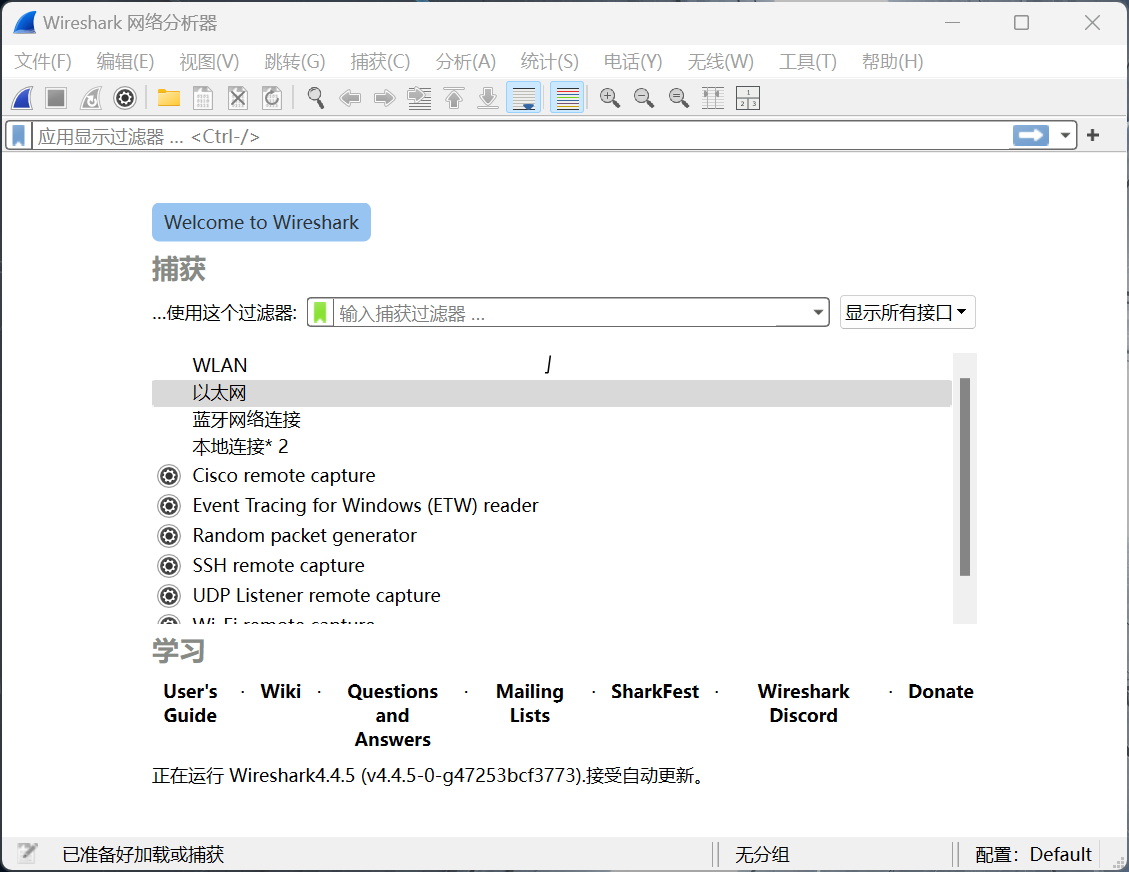 Wireshark 网络分析器
文件(F) 编辑(E) 视图(V) 跳转(G) 捕获(C) 分析(A) 统计(S) 电话(Y) 无线(W) 工具(T) 帮助(H)
应用显示过滤器 … <Ctrl-/>
Welcome to Wireshark
捕获
…使用这个过滤器: 输入捕获过滤器 … 显示所有接口
WLAN
以太网
蓝牙网络连接
本地连接* 2
Cisco remote capture
Event Tracing for Windows (ETW) reader
Random packet generator
SSH remote capture
UDP Listener remote capture
Wi-Fi remote capture
学习
User's Guide · Wiki · Questions and Answers · Mailing Lists · SharkFest · Wireshark Discord · Donate
正在运行 Wireshark4.4.5 (v4.4.5-0-g47253bcf3773).接受自动更新。
已准备好加载或捕获 无分组 配置：Default